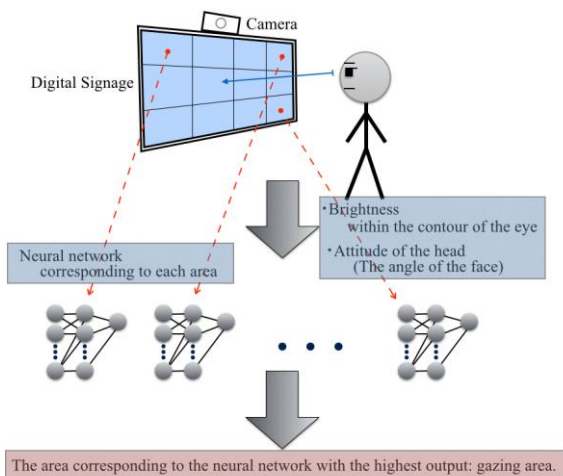 Camera
Digital Signage
・Brightness
within the contour of the eye
・Attitude of the head
(The angle of the face)
Neural network
corresponding to each area
The area corresponding to the neural network with the highest output: gazing area.